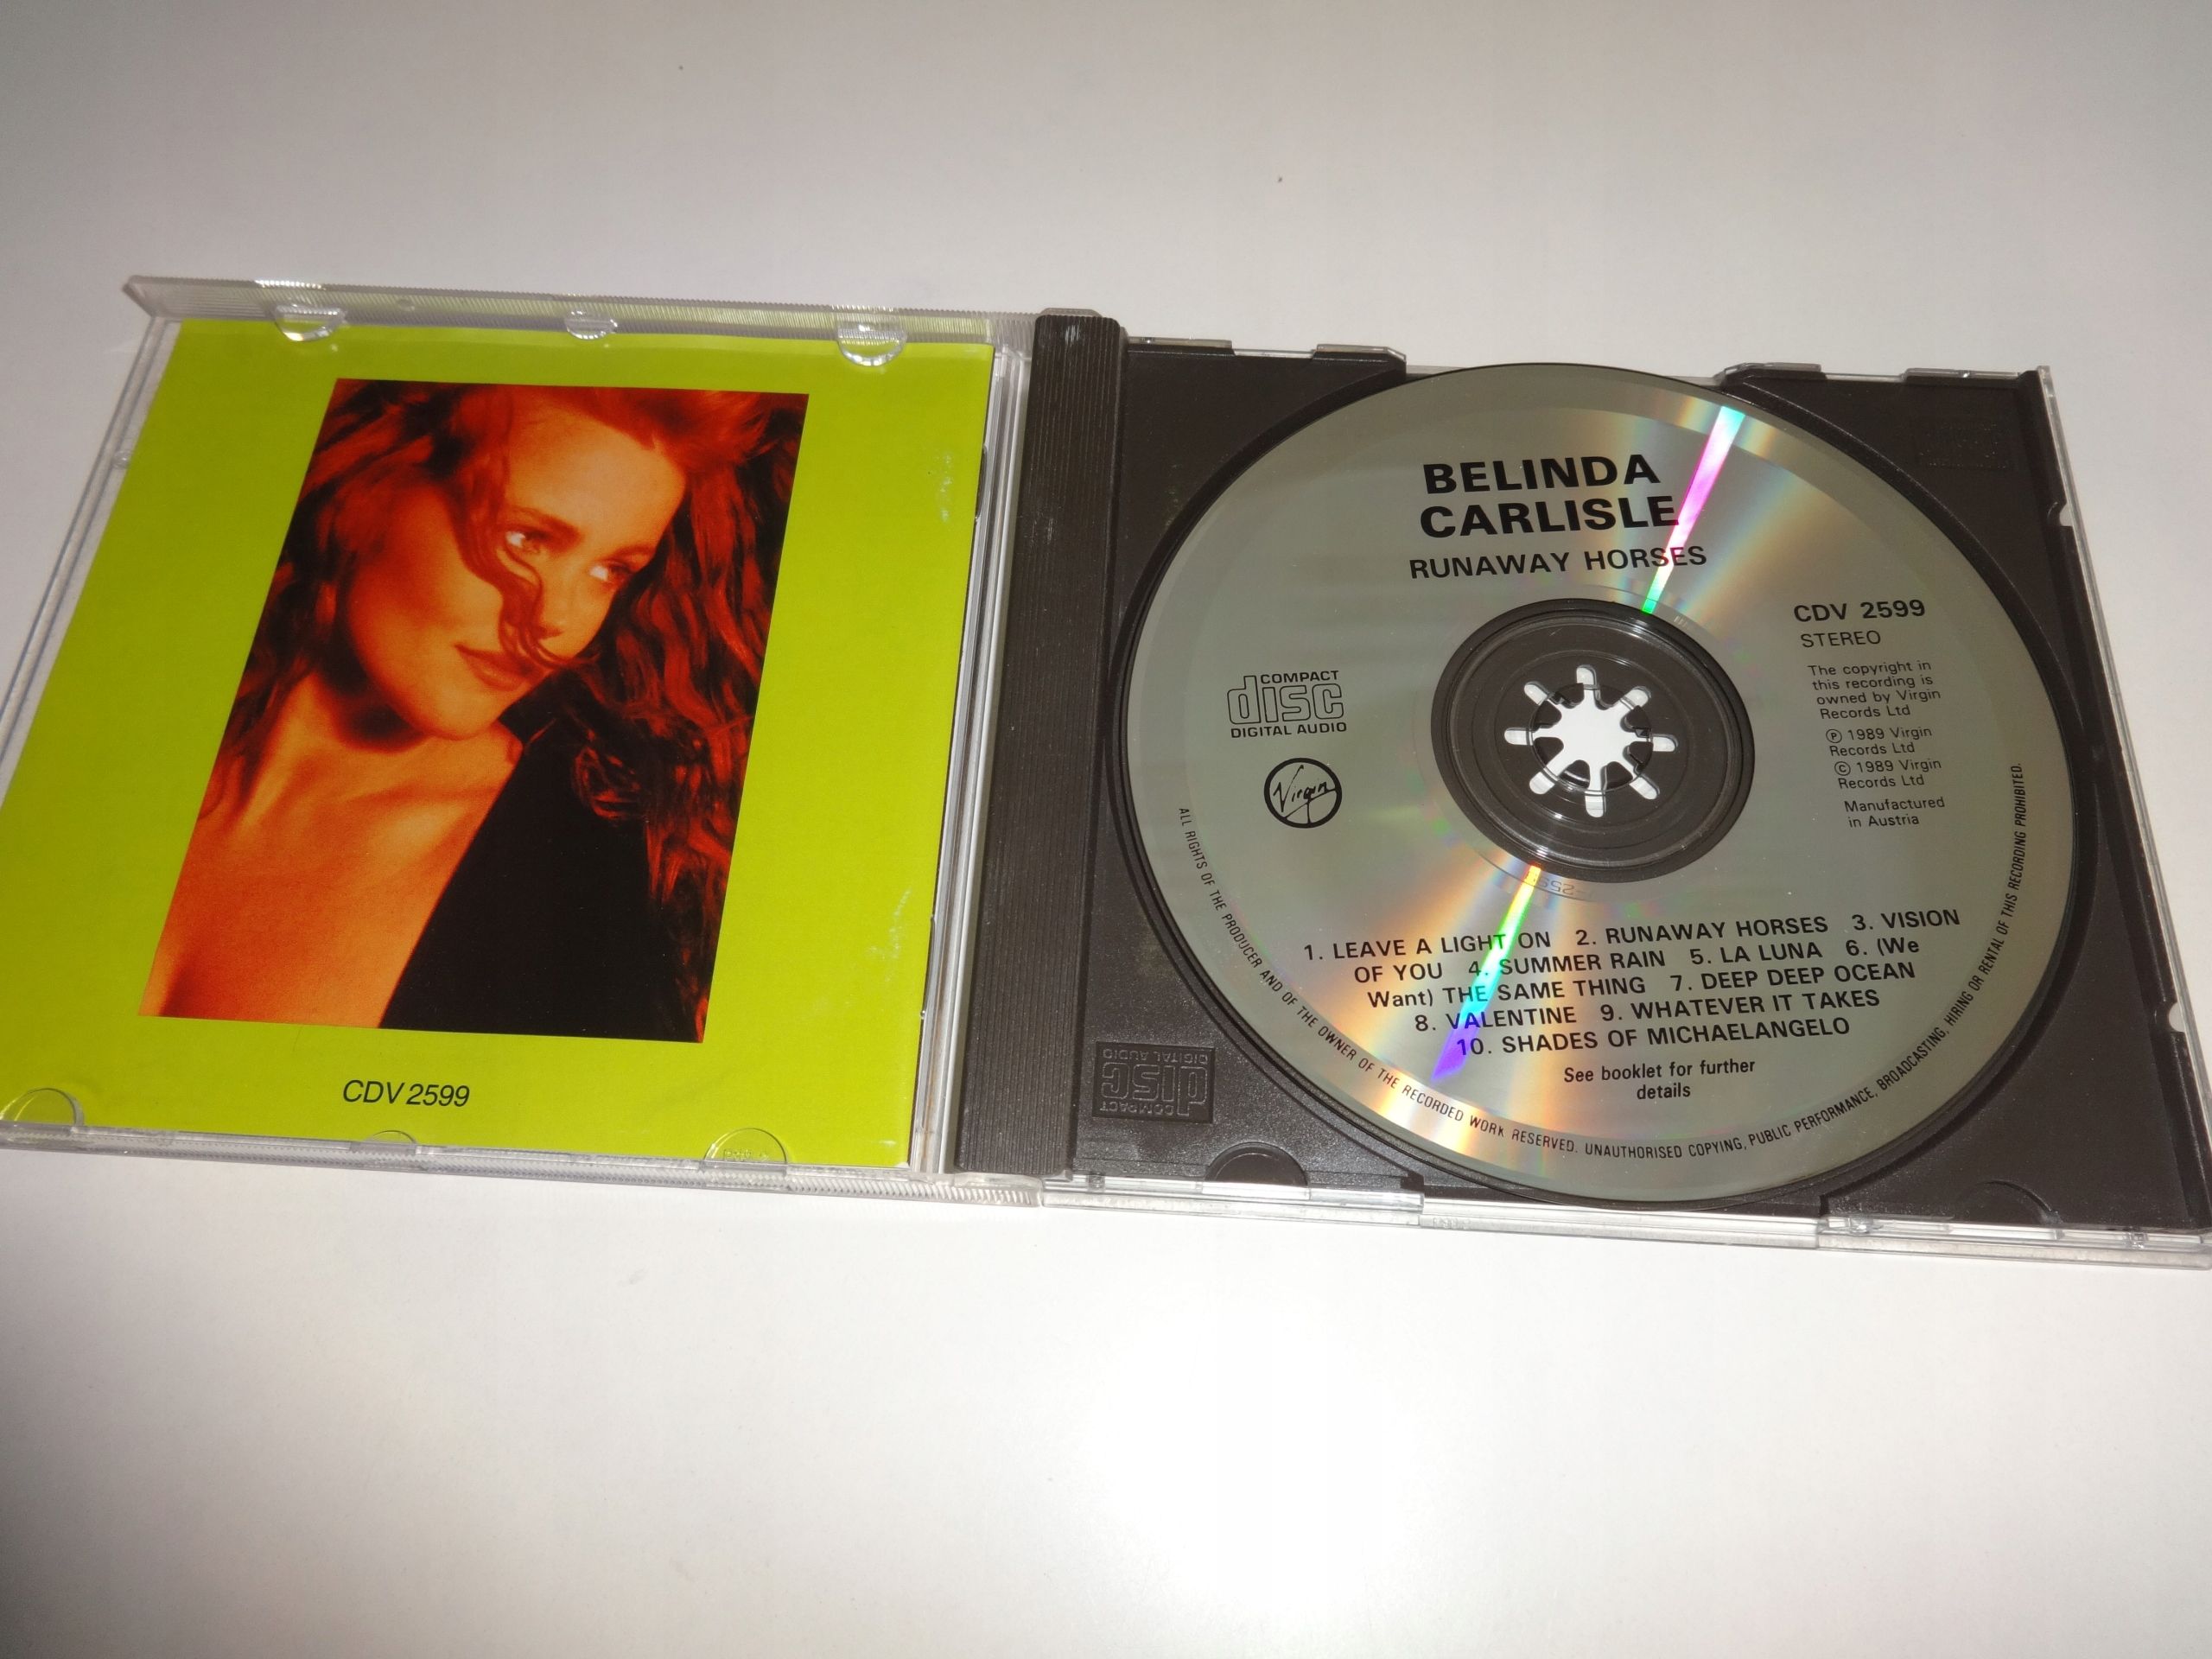 CDV 2599
BELINDA
CARLISLE
RUNAWAY HORSES
CDV 2599
STEREO
The copyright in
this recording is
owned by Virgin
Records Ltd
Ⓟ 1989 Virgin
Records Ltd
© 1989 Virgin
Records Ltd
Manufactured
in Austria
COMPACT
disc
DIGITAL AUDIO
Virgin
1. LEAVE A LIGHT ON 2. RUNAWAY HORSES 3. VISION
OF YOU 4. SUMMER RAIN 5. LA LUNA 6. (We
Want) THE SAME THING 7. DEEP DEEP OCEAN
8. VALENTINE 9. WHATEVER IT TAKES
10. SHADES OF MICHAELANGELO
See booklet for further
details
ALL RIGHTS OF THE PRODUCER AND OF THE OWNER OF THE RECORDED WORK RESERVED. UNAUTHORISED COPYING, PUBLIC PERFORMANCE, BROADCASTING, HIRING OR RENTAL OF THIS RECORDING PROHIBITED.
COMPACT
disc
DIGITAL AUDIO